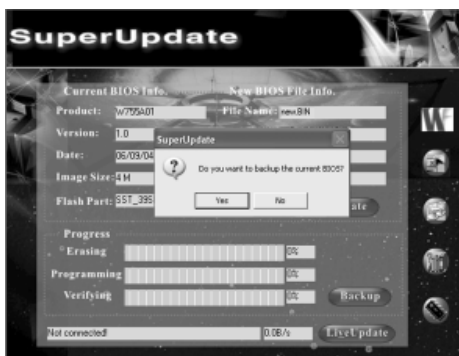 SuperUpdate
Current BIOS Info. New BIOS File Info.
Product: W755A01 File Name: new.BIN
Version: 1.0
SuperUpdate
Date: 06/09/04
Do you want to backup the current BIOS?
Image Size: 4 M
Yes No
Flash Part: SST_39S
Progress
Erasing 0%
Programming 0%
Verifying 0% Backup
Not connected! 0.0B/s LiveUpdate